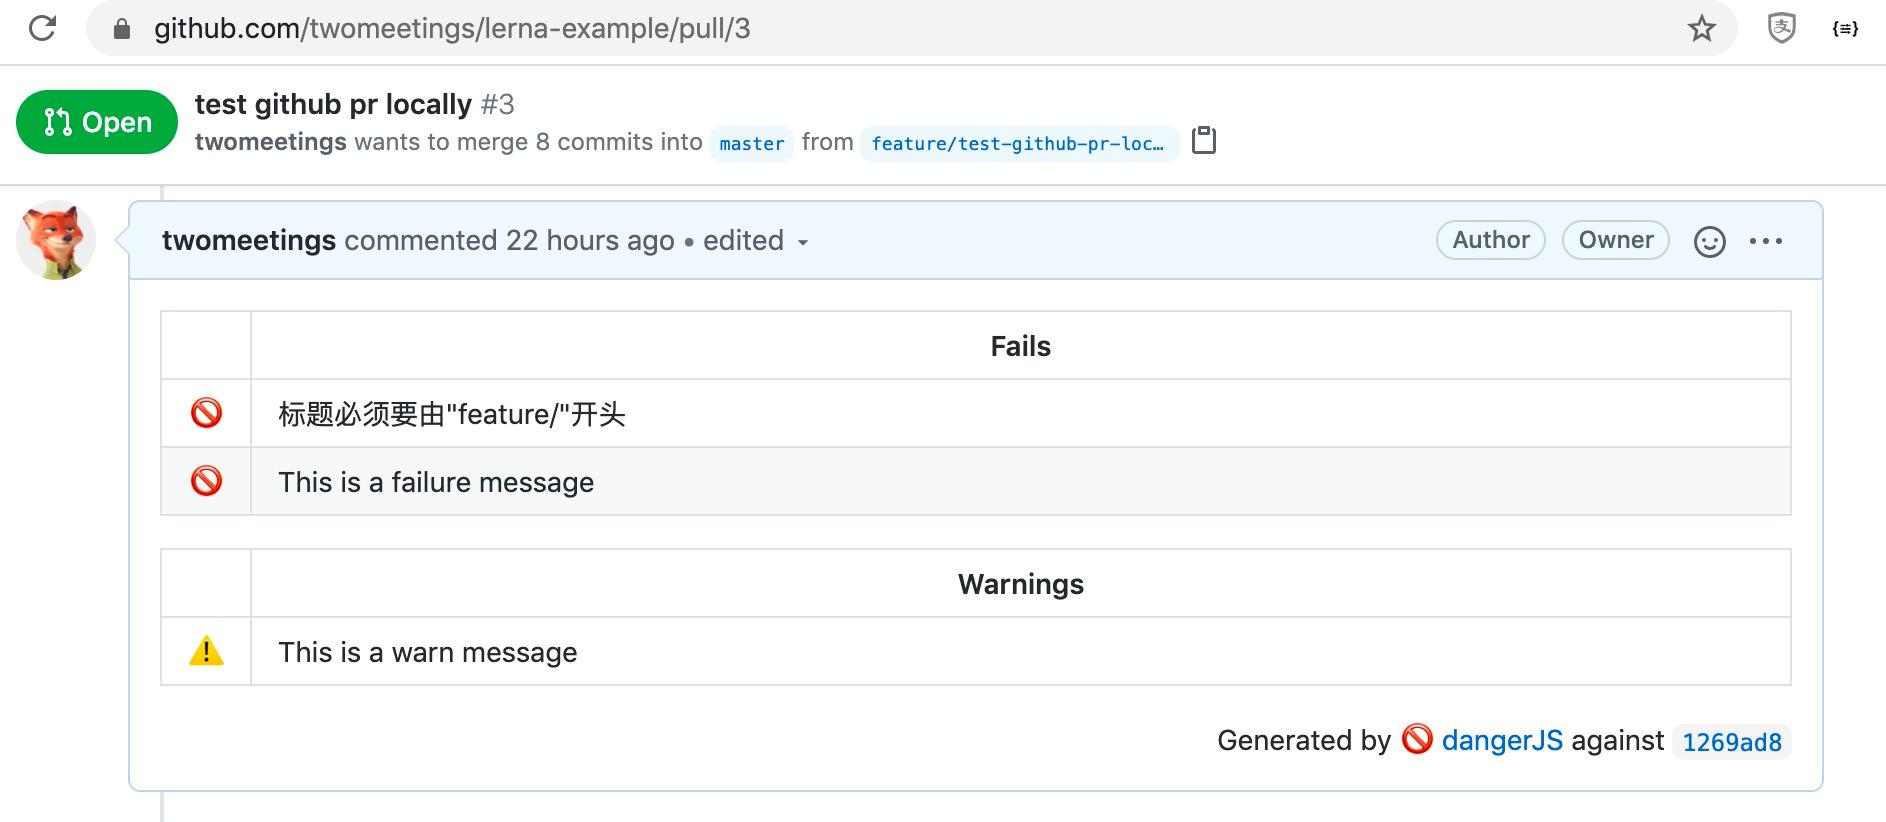 github.com/twomeetings/lerna-example/pull/3
Open
test github pr locally #3
twomeetings wants to merge 8 commits into master from feature/test-github-pr-loc…
twomeetings commented 22 hours ago • edited
Author
Owner
Fails
标题必须要由"feature/"开头
This is a failure message
Warnings
This is a warn message
Generated by 🚫 dangerJS against 1269ad8